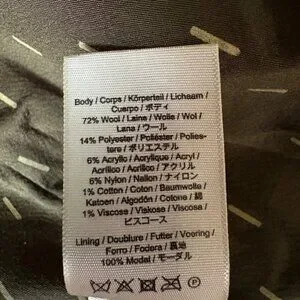 Body / Corps / Körperteil / Lichaam /
Cuerpo / ボディ
72% Wool / Laine / Wolle / Wol /
Lana / ウール
14% Polyester / Poliéster / Polies-
tere / ポリエステル
6% Acrylic / Acrylique / Acryl /
Acrílico / Acrilico / アクリル
6% Nylon / Nailon / ナイロン
1% Cotton / Coton / Baumwolle /
Katoen / Algodón / Cotone / 綿
1% Viscose / Viskose / Viscosa /
ビスコース
Lining / Doublure / Futter / Voering /
Forro / Fodera / 裏地
100% Modal / モーダル